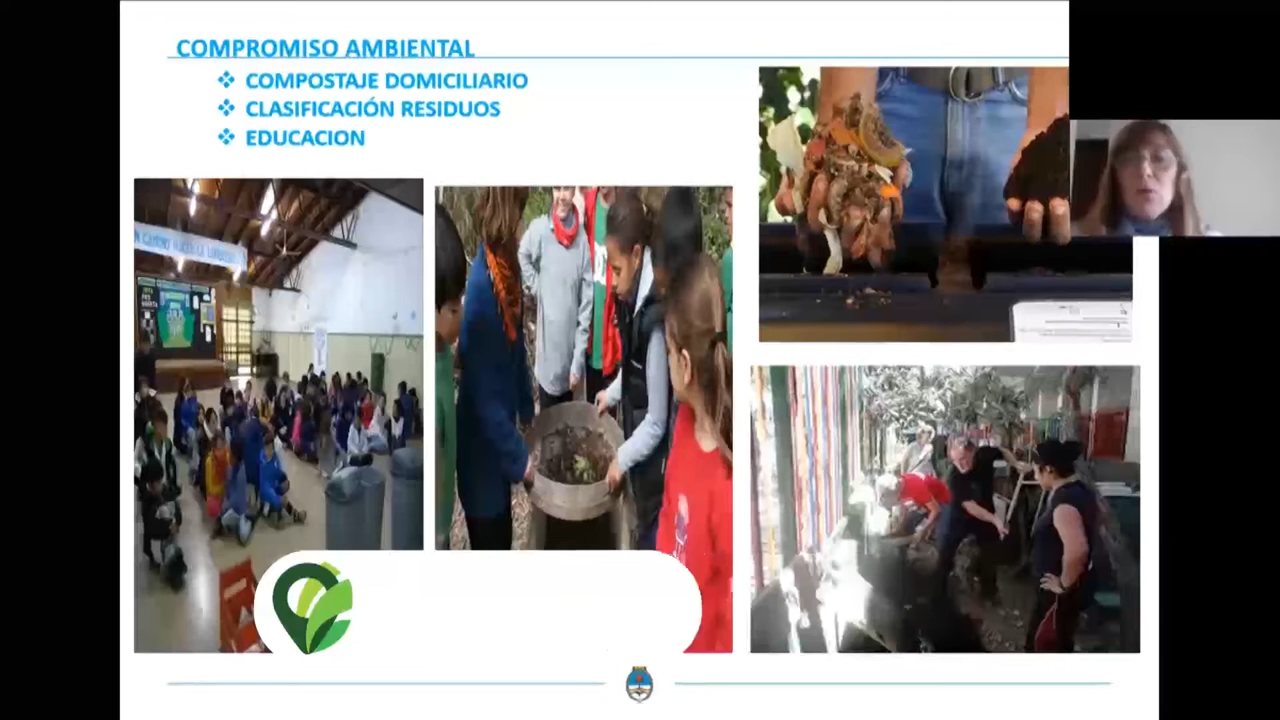 COMPROMISO AMBIENTAL
❖ COMPOSTAJE DOMICILIARIO
❖ CLASIFICACIÓN RESIDUOS
❖ EDUCACION